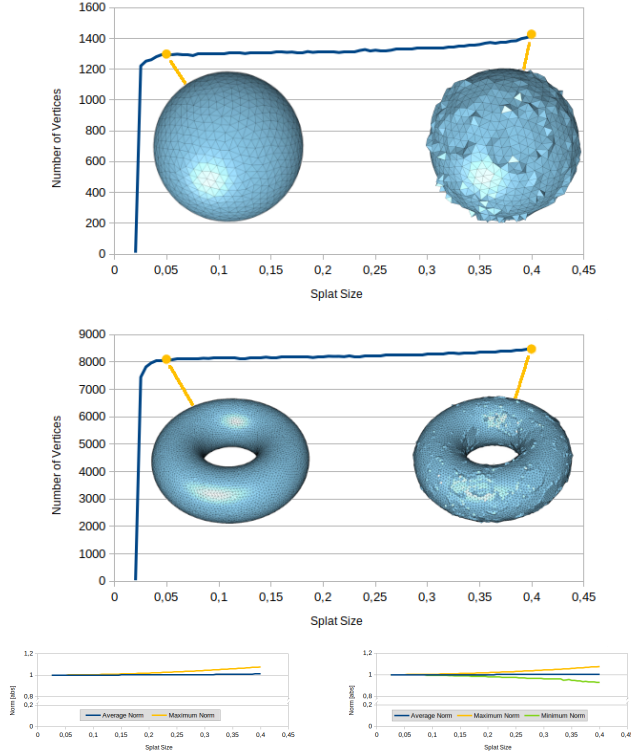 1600
1400
1200
1000
800
600
400
200
0
Number of Vertices
0 0,05 0,1 0,15 0,2 0,25 0,3 0,35 0,4 0,45
Splat Size
9000
8000
7000
6000
5000
4000
3000
2000
1000
0
Number of Vertices
0 0,05 0,1 0,15 0,2 0,25 0,3 0,35 0,4 0,45
Splat Size
1,2
1
0,8
0,2
0
Norm [abs]
Average Norm Maximum Norm
0 0,05 0,1 0,15 0,2 0,25 0,3 0,35 0,4 0,45
Splat Size
1,2
1
0,8
0,2
0
Norm [abs]
Average Norm Maximum Norm Minimum Norm
0 0,05 0,1 0,15 0,2 0,25 0,3 0,35 0,4 0,45
Splat Size